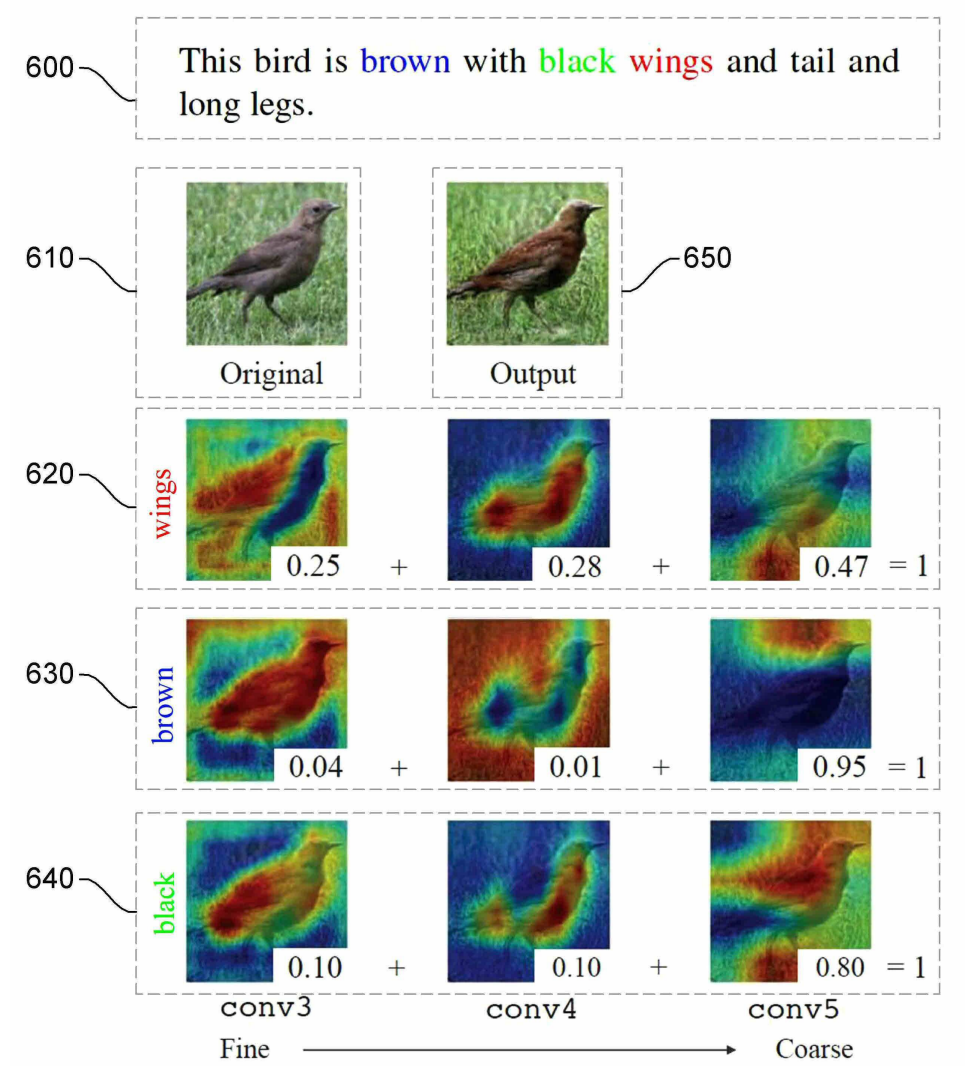 600
This bird is brown with black wings and tail and
long legs.
610
650
Original
Output
620
wings
0.25 + 0.28 + 0.47 = 1
630
brown
0.04 + 0.01 + 0.95 = 1
640
black
0.10 + 0.10 + 0.80 = 1
conv3 conv4 conv5
Fine Coarse